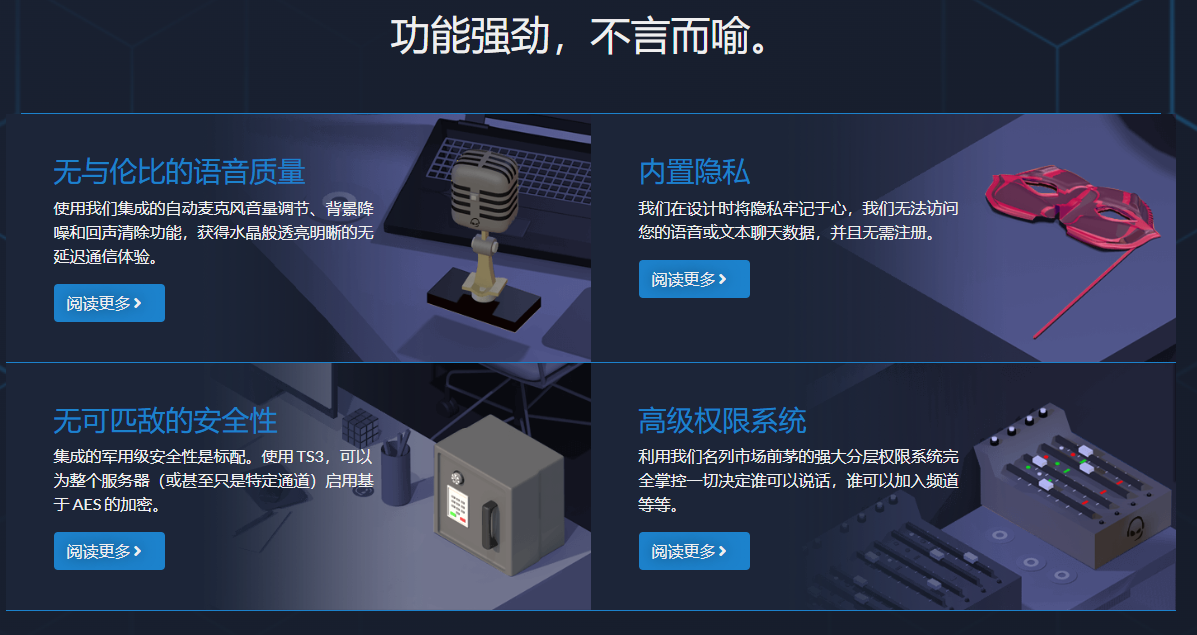 功能强劲，不言而喻。
无与伦比的语音质量
使用我们集成的自动麦克风音量调节、背景降
噪和回声清除功能，获得水晶般透亮明晰的无
延迟通信体验。
阅读更多
内置隐私
我们在设计时将隐私牢记于心，我们无法访问
您的语音或文本聊天数据，并且无需注册。
阅读更多
无可匹敌的安全性
集成的军用级安全性是标配。使用 TS3，可以
为整个服务器（或甚至只是特定通道）启用基
于 AES 的加密。
阅读更多
高级权限系统
利用我们名列市场前茅的强大分层权限系统完
全掌控一切决定谁可以说话，谁可以加入频道
等等。
阅读更多